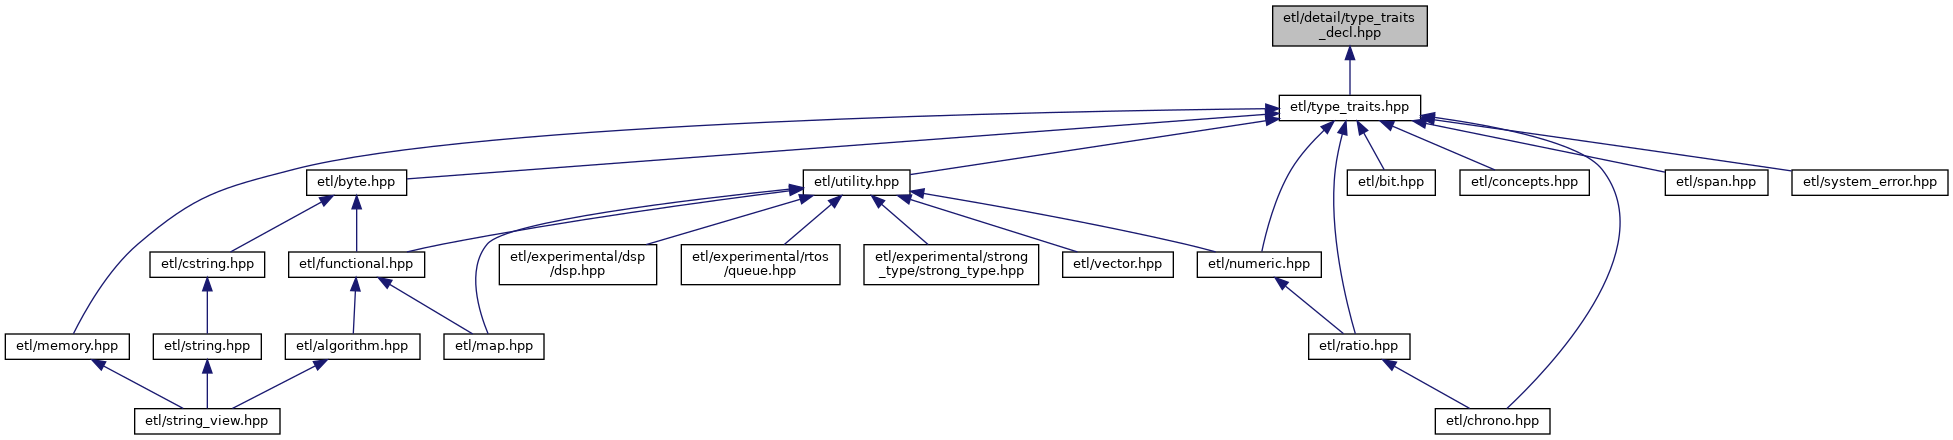 etl/detail/type_traits
_decl.hpp
etl/type_traits.hpp
etl/byte.hpp
etl/utility.hpp
etl/bit.hpp
etl/concepts.hpp
etl/span.hpp
etl/system_error.hpp
etl/cstring.hpp
etl/functional.hpp
etl/experimental/dsp
/dsp.hpp
etl/experimental/rtos
/queue.hpp
etl/experimental/strong
_type/strong_type.hpp
etl/vector.hpp
etl/numeric.hpp
etl/memory.hpp
etl/string.hpp
etl/algorithm.hpp
etl/map.hpp
etl/ratio.hpp
etl/string_view.hpp
etl/chrono.hpp